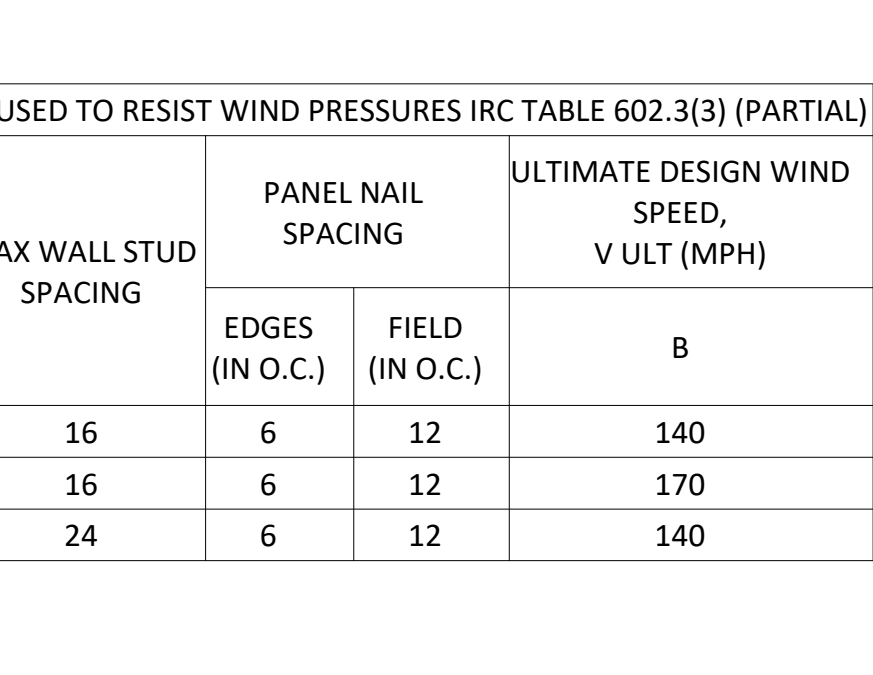 USED TO RESIST WIND PRESSURES IRC TABLE 602.3(3) (PARTIAL)
AX WALL STUD
SPACING
PANEL NAIL
SPACING
ULTIMATE DESIGN WIND
SPEED,
V ULT (MPH)
EDGES
(IN O.C.)
FIELD
(IN O.C.)
B
16 6 12 140
16 6 12 170
24 6 12 140